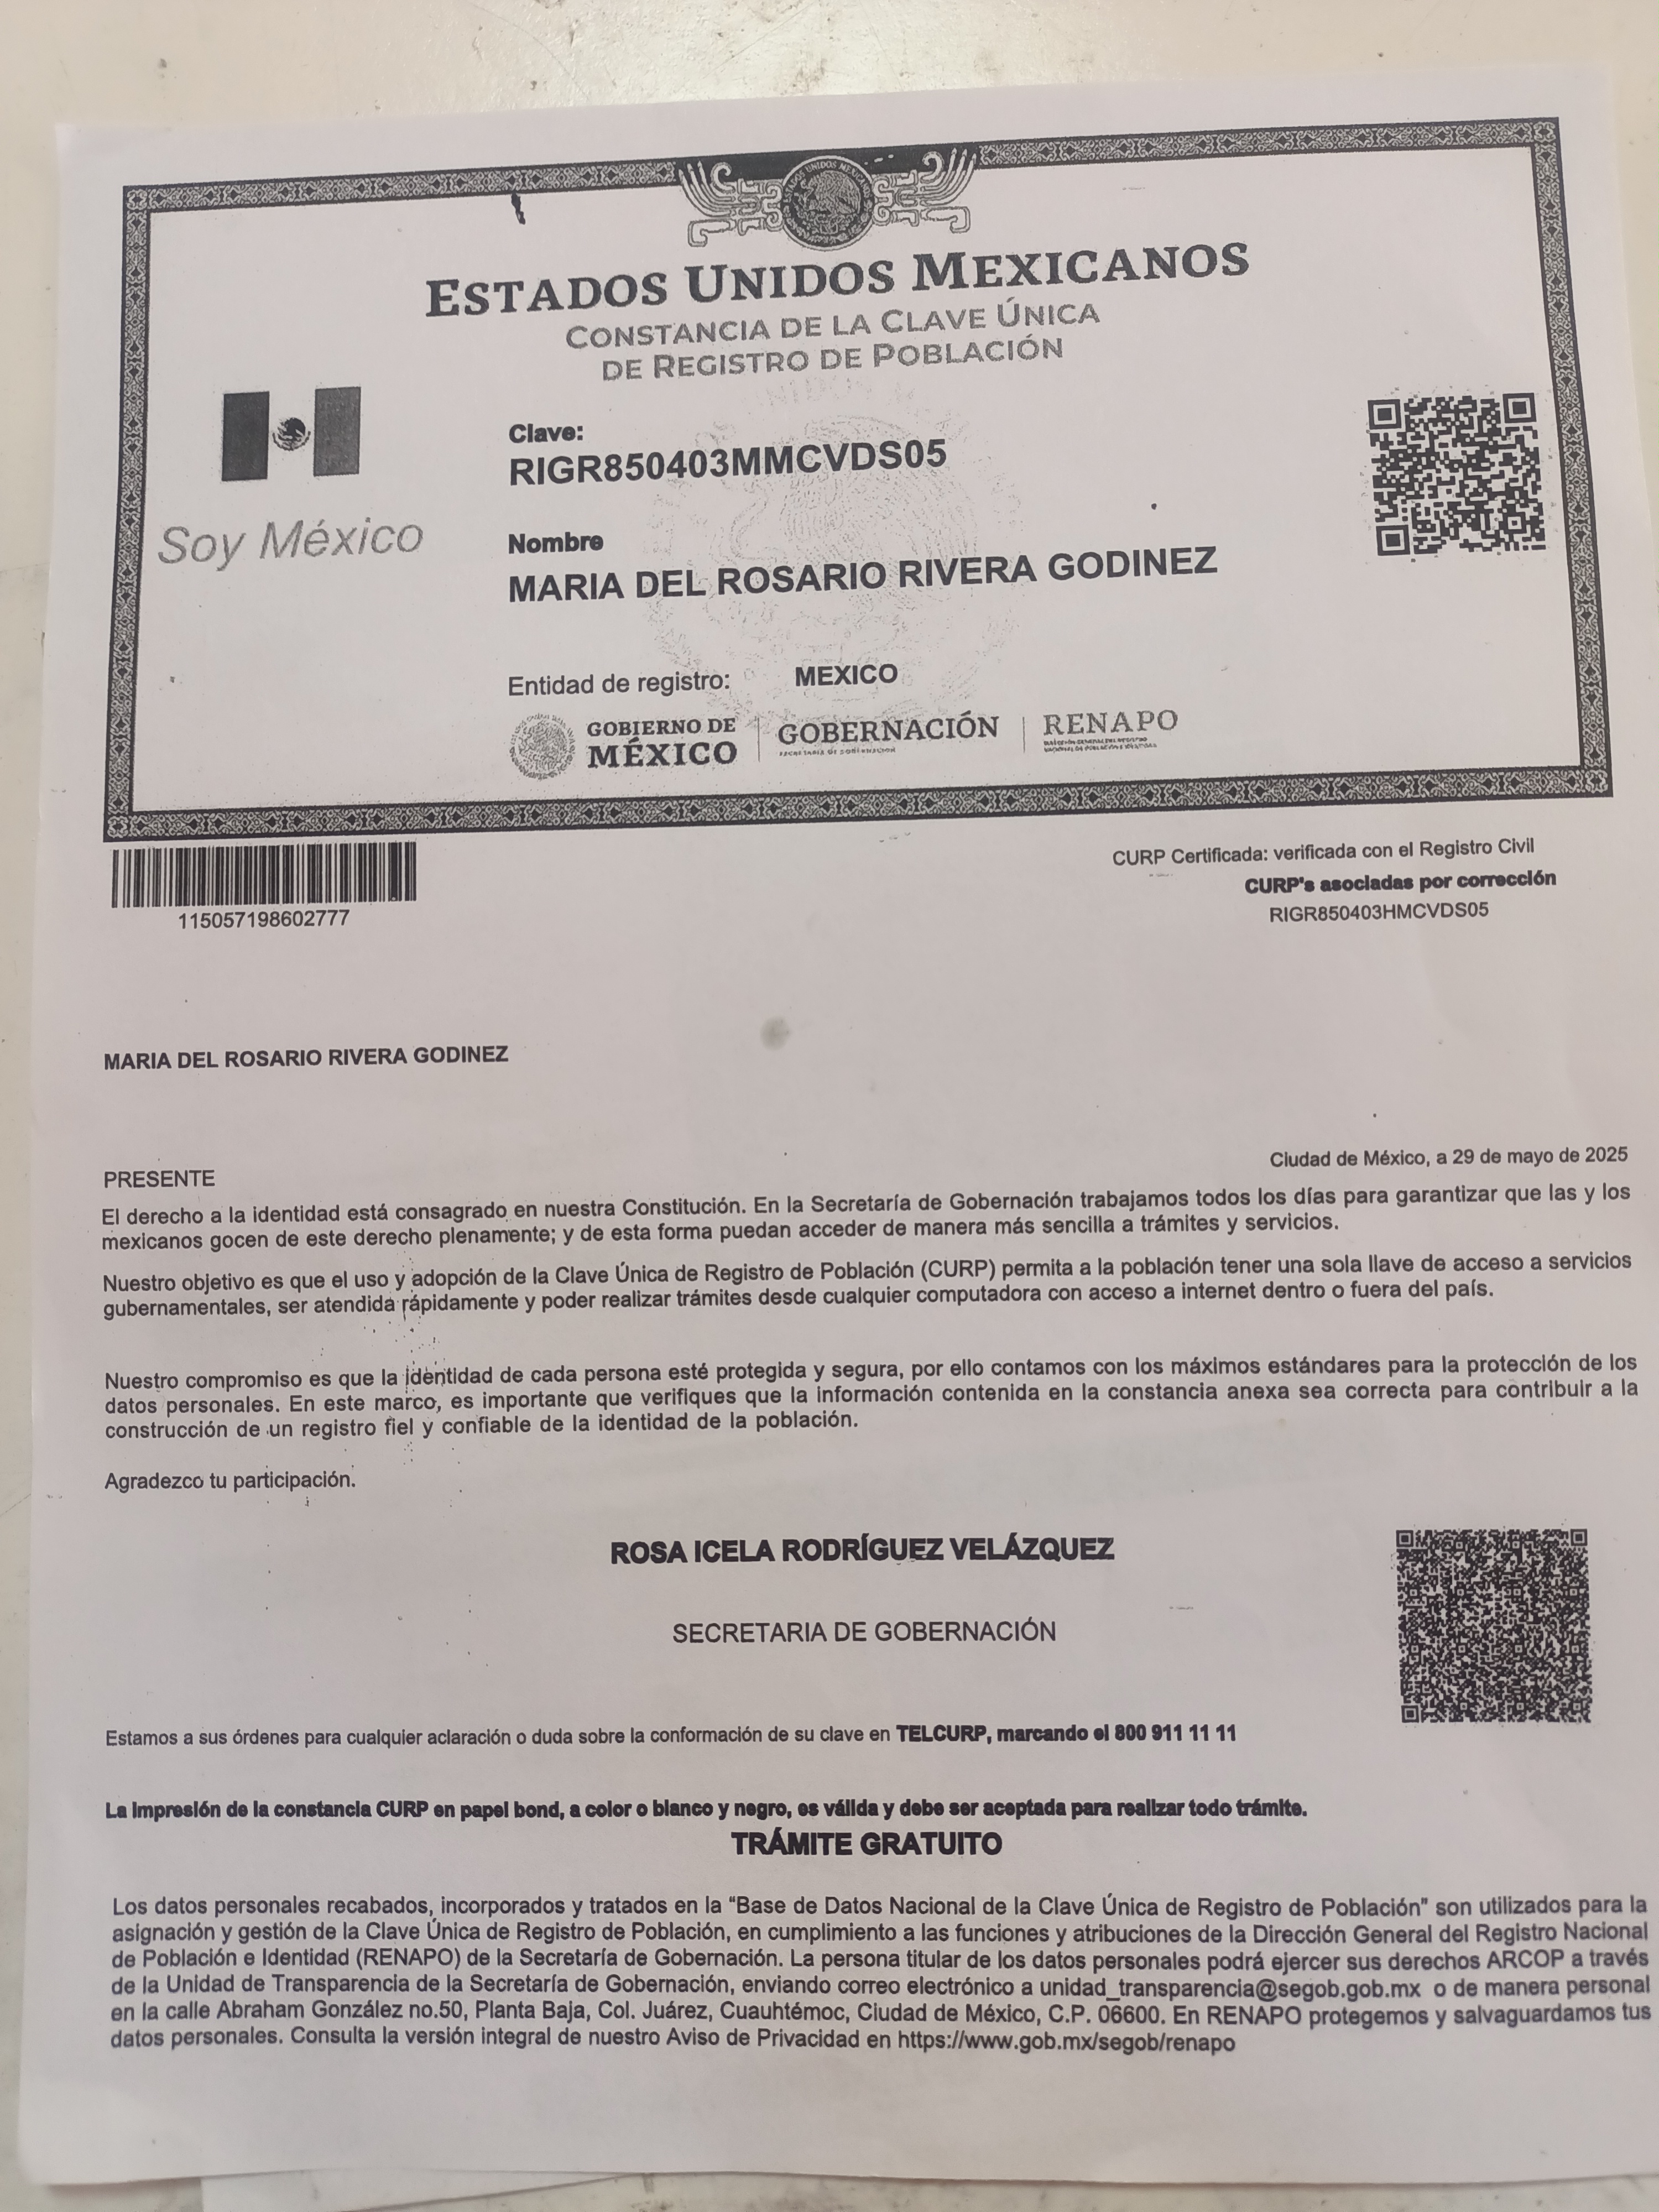 ESTADOS UNIDOS MEXICANOS
CONSTANCIA DE LA CLAVE ÚNICA
DE REGISTRO DE POBLACIÓN
Clave:
RIGR850403MMCVDS05
Soy México
Nombre
MARIA DEL ROSARIO RIVERA GODINEZ
Entidad de registro: MEXICO
GOBIERNO DE
MÉXICO
GOBERNACIÓN
SECRETARÍA DE GOBERNACIÓN
RENAPO
DIRECCIÓN GENERAL DEL REGISTRO
NACIONAL DE POBLACIÓN E IDENTIDAD
115057198602777
CURP Certificada: verificada con el Registro Civil
CURP's asociadas por corrección
RIGR850403HMCVDS05
MARIA DEL ROSARIO RIVERA GODINEZ
Ciudad de México, a 29 de mayo de 2025
PRESENTE
El derecho a la identidad está consagrado en nuestra Constitución. En la Secretaría de Gobernación trabajamos todos los días para garantizar que las y los
mexicanos gocen de este derecho plenamente; y de esta forma puedan acceder de manera más sencilla a trámites y servicios.
Nuestro objetivo es que el uso y adopción de la Clave Única de Registro de Población (CURP) permita a la población tener una sola llave de acceso a servicios
gubernamentales, ser atendida rápidamente y poder realizar trámites desde cualquier computadora con acceso a internet dentro o fuera del país.
Nuestro compromiso es que la identidad de cada persona esté protegida y segura, por ello contamos con los máximos estándares para la protección de los
datos personales. En este marco, es importante que verifiques que la información contenida en la constancia anexa sea correcta para contribuir a la
construcción de un registro fiel y confiable de la identidad de la población.
Agradezco tu participación.
ROSA ICELA RODRÍGUEZ VELÁZQUEZ
SECRETARIA DE GOBERNACIÓN
Estamos a sus órdenes para cualquier aclaración o duda sobre la conformación de su clave en TELCURP, marcando el 800 911 11 11
La impresión de la constancia CURP en papel bond, a color o blanco y negro, es válida y debe ser aceptada para realizar todo trámite.
TRÁMITE GRATUITO
Los datos personales recabados, incorporados y tratados en la “Base de Datos Nacional de la Clave Única de Registro de Población” son utilizados para la
asignación y gestión de la Clave Única de Registro de Población, en cumplimiento a las funciones y atribuciones de la Dirección General del Registro Nacional
de Población e Identidad (RENAPO) de la Secretaría de Gobernación. La persona titular de los datos personales podrá ejercer sus derechos ARCOP a través
de la Unidad de Transparencia de la Secretaría de Gobernación, enviando correo electrónico a unidad_transparencia@segob.gob.mx o de manera personal
en la calle Abraham González no.50, Planta Baja, Col. Juárez, Cuauhtémoc, Ciudad de México, C.P. 06600. En RENAPO protegemos y salvaguardamos tus
datos personales. Consulta la versión integral de nuestro Aviso de Privacidad en https://www.gob.mx/segob/renapo